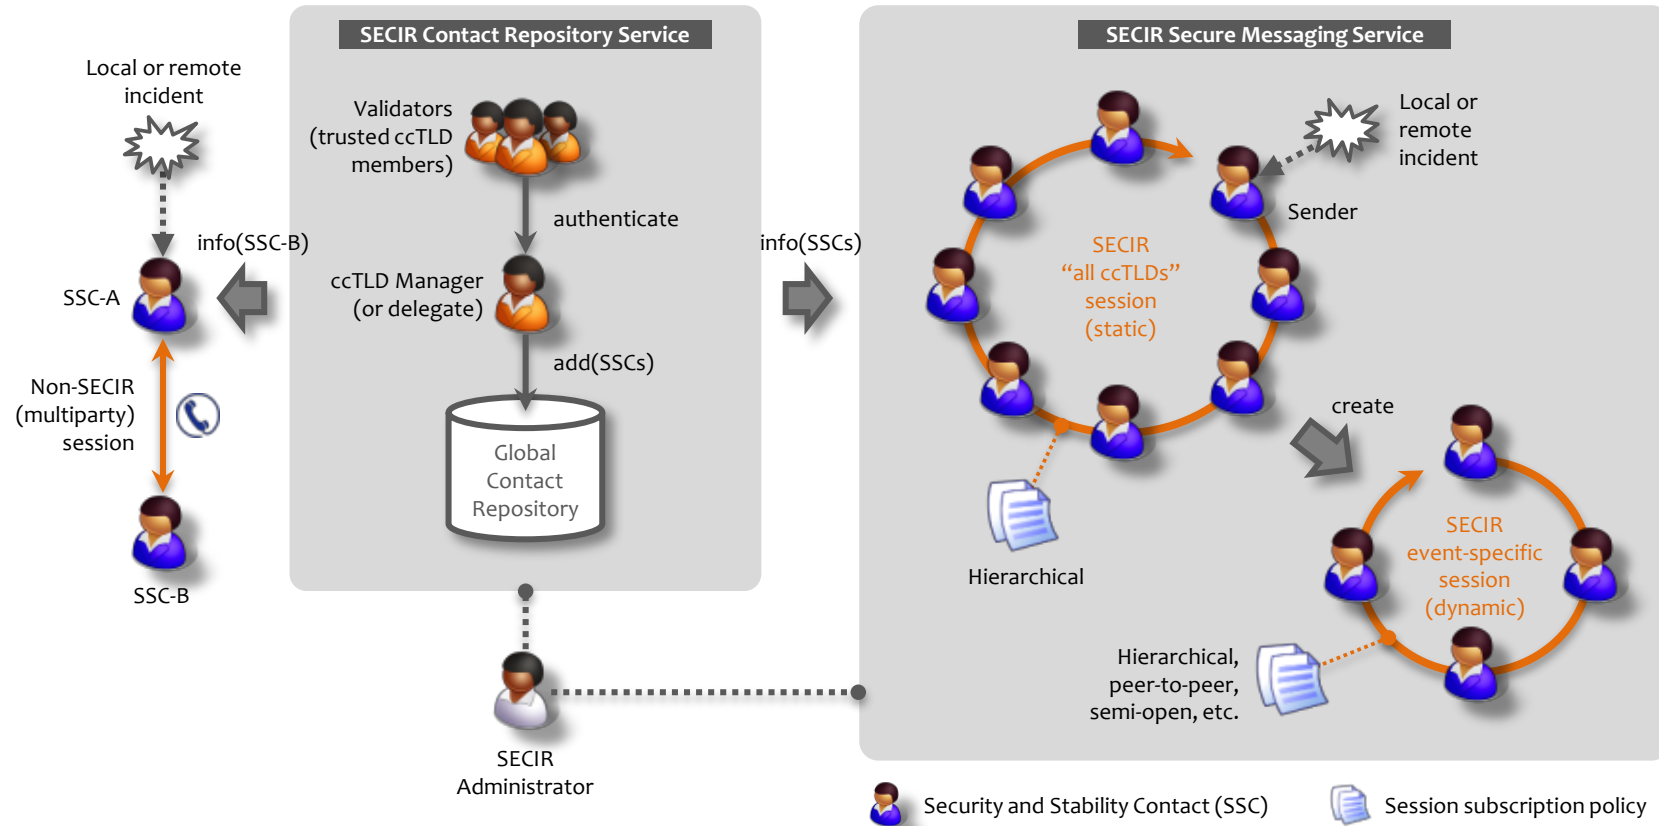 SECIR Contact Repository Service
SECIR Secure Messaging Service
Local or remote
incident
Validators
(trusted ccTLD
members)
authenticate
info(SSC-B)
SSC-A
ccTLD Manager
(or delegate)
add(SSCs)
Non-SECIR
(multiparty)
session
SSC-B
Global
Contact
Repository
SECIR
Administrator
info(SSCs)
Local or
remote
incident
Sender
SECIR
“all ccTLDs”
session
(static)
create
Hierarchical
SECIR
event-specific
session
(dynamic)
Hierarchical,
peer-to-peer,
semi-open, etc.
Security and Stability Contact (SSC)
Session subscription policy